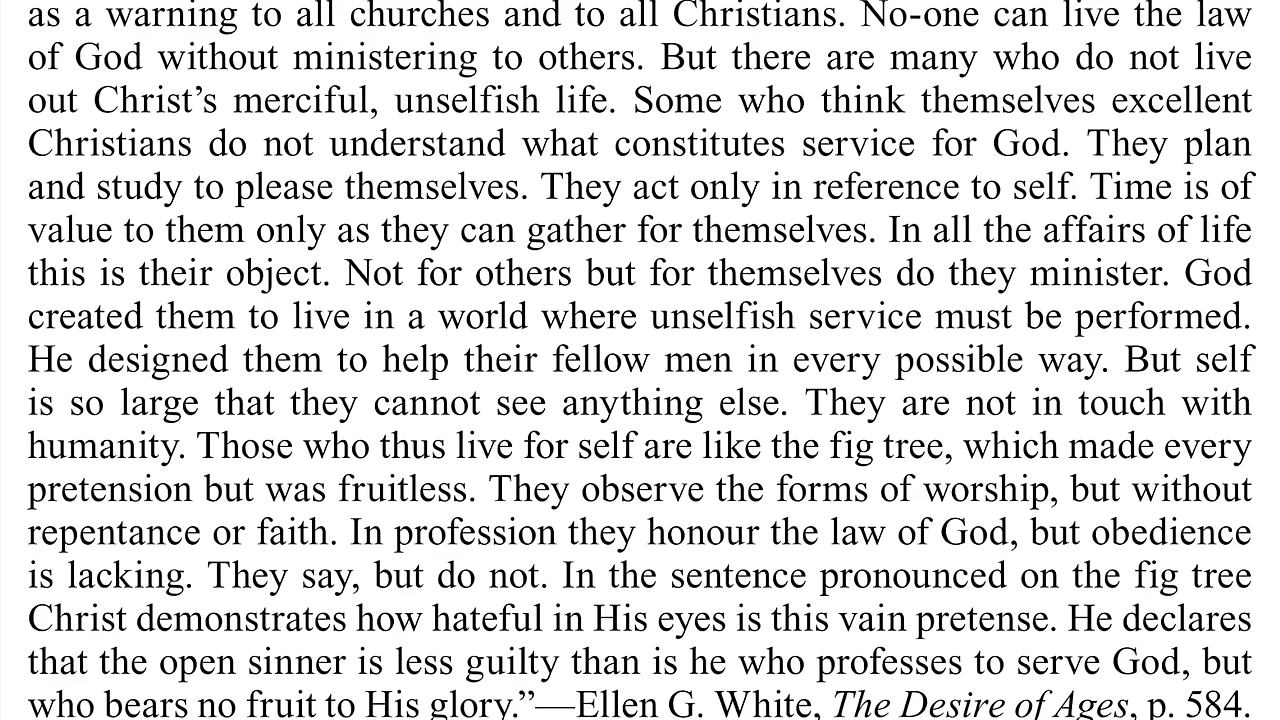 as a warning to all churches and to all Christians. No-one can live the law
of God without ministering to others. But there are many who do not live
out Christ’s merciful, unselfish life. Some who think themselves excellent
Christians do not understand what constitutes service for God. They plan
and study to please themselves. They act only in reference to self. Time is of
value to them only as they can gather for themselves. In all the affairs of life
this is their object. Not for others but for themselves do they minister. God
created them to live in a world where unselfish service must be performed.
He designed them to help their fellow men in every possible way. But self
is so large that they cannot see anything else. They are not in touch with
humanity. Those who thus live for self are like the fig tree, which made every
pretension but was fruitless. They observe the forms of worship, but without
repentance or faith. In profession they honour the law of God, but obedience
is lacking. They say, but do not. In the sentence pronounced on the fig tree
Christ demonstrates how hateful in His eyes is this vain pretense. He declares
that the open sinner is less guilty than is he who professes to serve God, but
who bears no fruit to His glory.”—Ellen G. White, The Desire of Ages, p. 584.